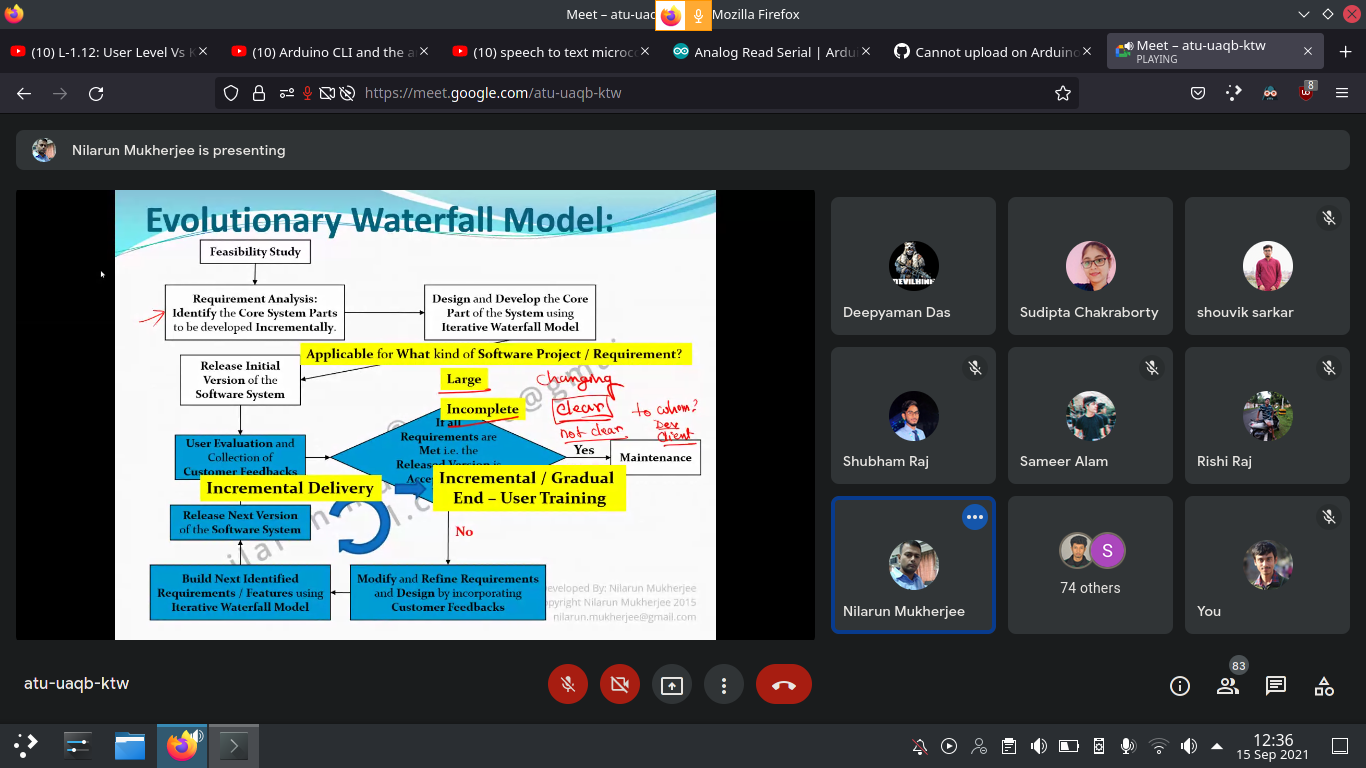 Meet – atu-uaq
Mozilla Firefox
(10) L-1.12: User Level Vs K
(10) Arduino CLI and the a
(10) speech to text microco
Analog Read Serial | Ardu
Cannot upload on Arduino
Meet – atu-uaqb-ktw
PLAYING
https://meet.google.com/atu-uaqb-ktw
8
Nilarun Mukherjee is presenting
Evolutionary Waterfall Model:
Feasibility Study
Requirement Analysis:
Identify the Core System Parts
to be developed Incrementally.
Design and Develop the Core
Part of the System using
Iterative Waterfall Model
Applicable for What kind of Software Project / Requirement?
Release Initial
Version of the
Software System
Large
changing
Incomplete
clear
to whom?
not clear
Dev
Client
If all
Requirements are
Met i.e. the
Released Version is
User Evaluation and
Collection of
Customer Feedbacks
Yes
Maintenance
Incremental Delivery
Incremental / Gradual
End – User Training
Release Next Version
of the Software System
No
Build Next Identified
Requirements / Features using
Iterative Waterfall Model
Modify and Refine Requirements
and Design by incorporating
Customer Feedbacks
eveloped By: Nilarun Mukherjee
opyright Nilarun Mukherjee 2015
nilarun.mukherjee@gmail.com
DEVILHINE
Deepyaman Das
Sudipta Chakraborty
shouvik sarkar
Shubham Raj
Sameer Alam
Rishi Raj
Nilarun Mukherjee
S
74 others
You
atu-uaqb-ktw
83
12:36
15 Sep 2021